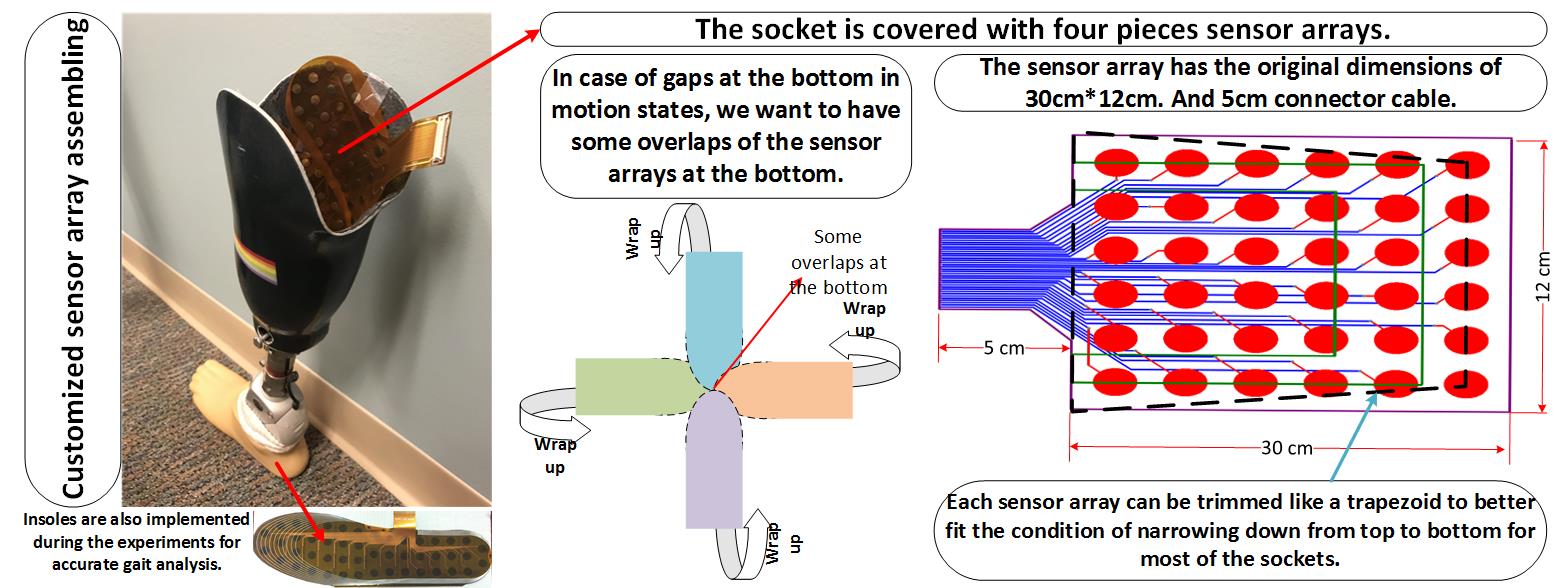 Customized sensor array assembling
The socket is covered with four pieces sensor arrays.
In case of gaps at the bottom in
motion states, we want to have
some overlaps of the sensor
arrays at the bottom.
The sensor array has the original dimensions of
30cm*12cm. And 5cm connector cable.
Wrap
up
Some
overlaps at
the bottom
Wrap
up
Wrap
up
Wrap
up
5 cm
12 cm
30 cm
Each sensor array can be trimmed like a trapezoid to better
fit the condition of narrowing down from top to bottom for
most of the sockets.
Insoles are also implemented
during the experiments for
accurate gait analysis.